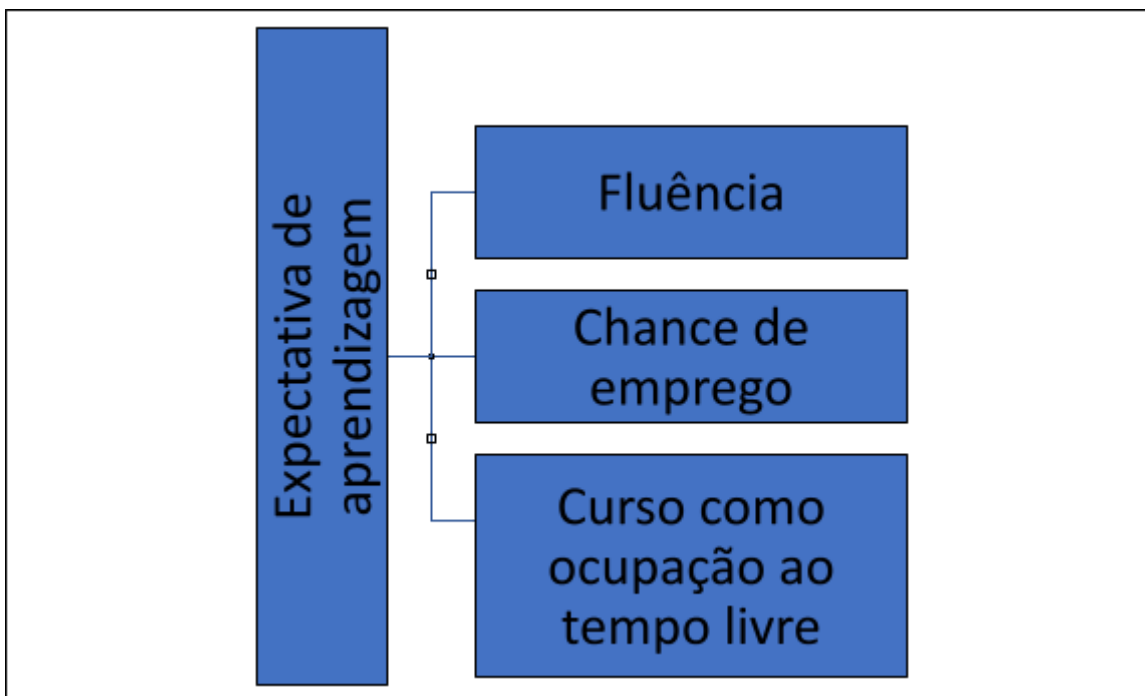 Expectativa de
aprendizagem
Fluência
Chance de
emprego
Curso como
ocupação ao
tempo livre